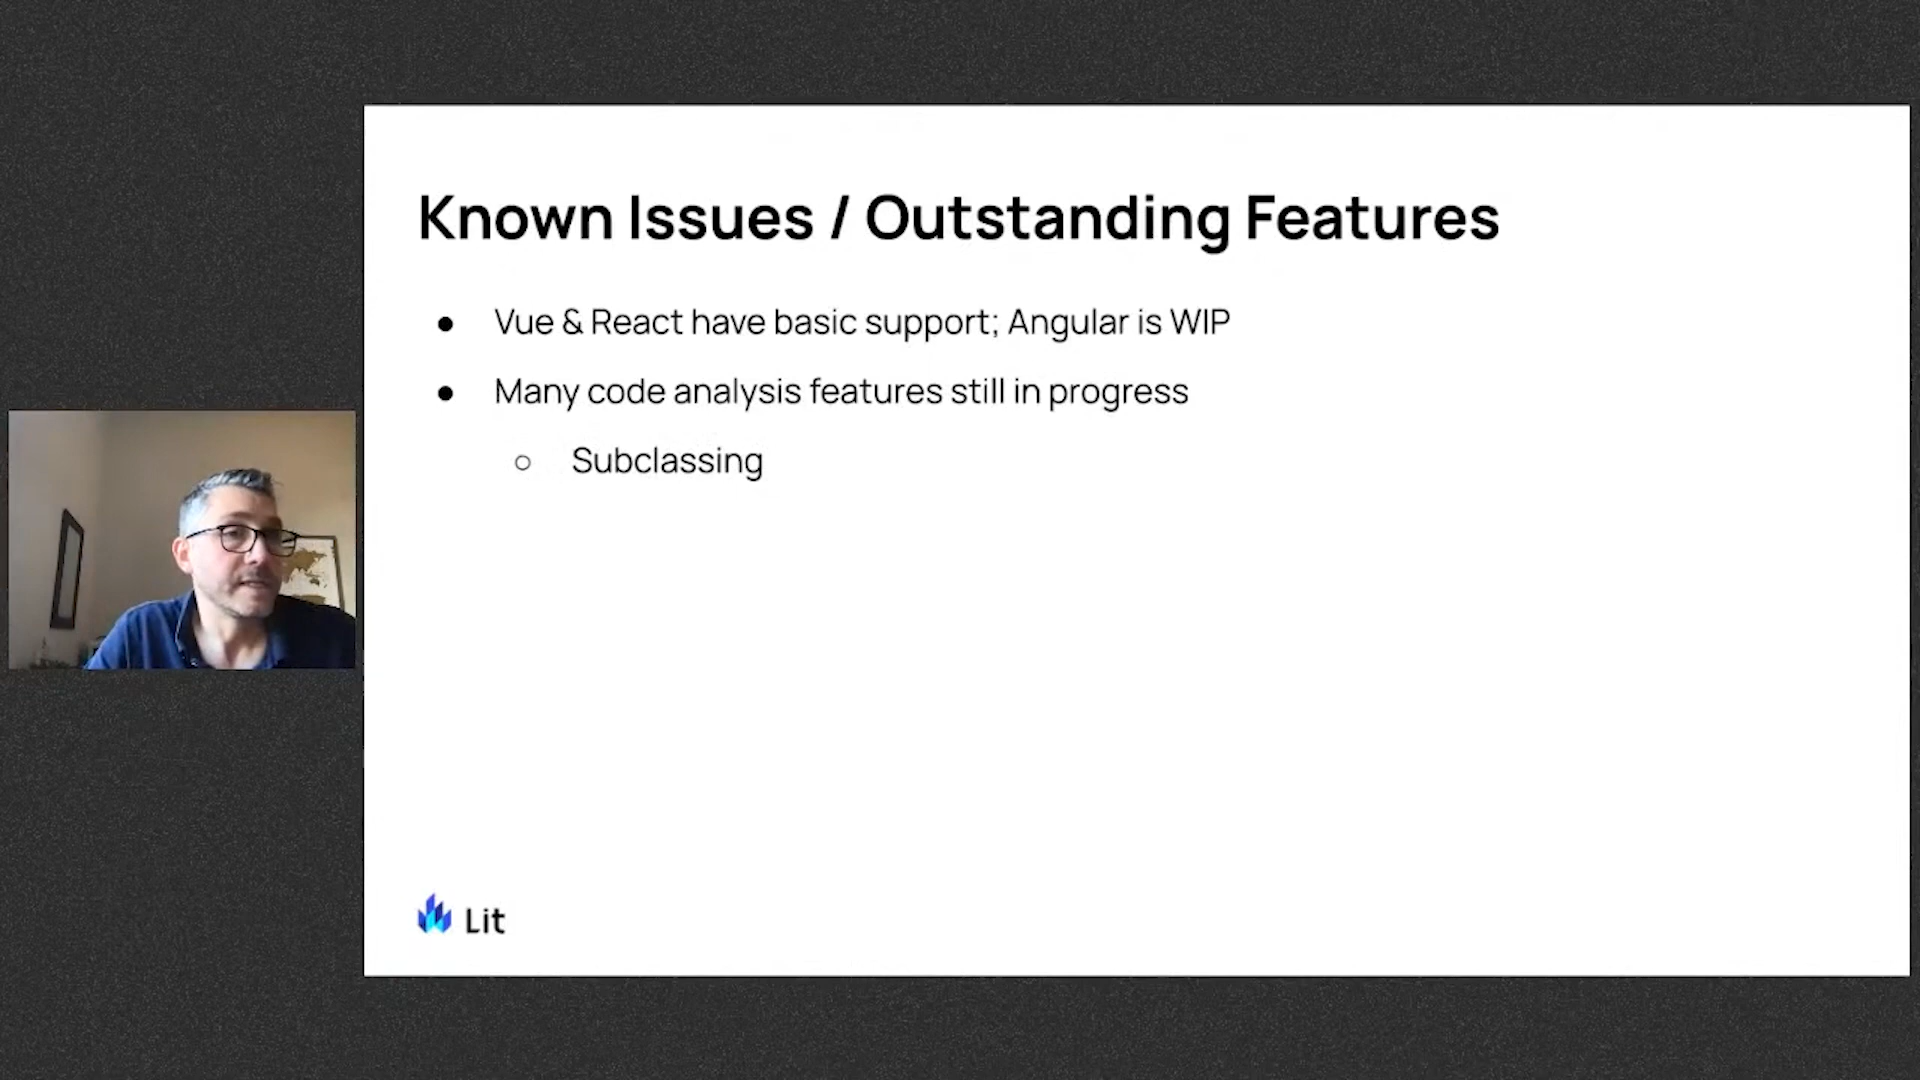 Known Issues / Outstanding Features
● Vue & React have basic support; Angular is WIP
● Many code analysis features still in progress
○ Subclassing
Lit